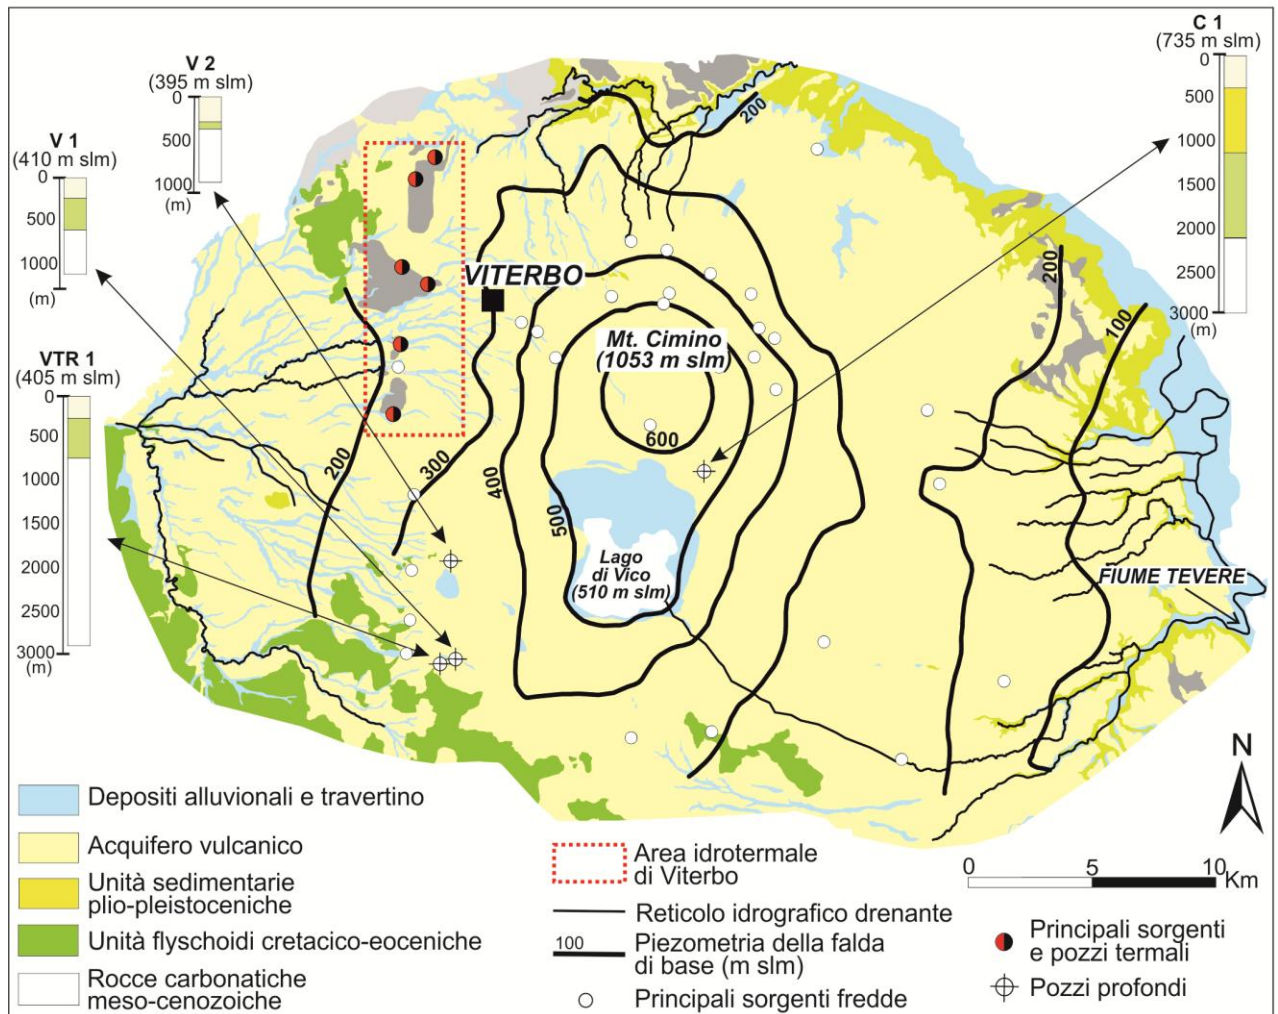 C 1
(735 m slm)
0
500
1000
1500
2000
2500
3000
(m)
V 2
(395 m slm)
0
500
1000
(m)
V 1
(410 m slm)
0
500
1000
(m)
VTR 1
(405 m slm)
0
500
1000
1500
2000
2500
3000
(m)
200
VITERBO
Mt. Cimino
(1053 m slm)
600
200
100
200
300
400
500
Lago
di Vico
(510 m slm)
FIUME TEVERE
N
Depositi alluvionali e travertino
Acquifero vulcanico
Unità sedimentarie
plio-pleistoceniche
Unità flyschoidi cretacico-eoceniche
Rocce carbonatiche
meso-cenozoiche
Area idrotermale
di Viterbo
Reticolo idrografico drenante
100
Piezometria della falda
di base (m slm)
Principali sorgenti fredde
0 5 10
Km
Principali sorgenti
e pozzi termali
Pozzi profondi